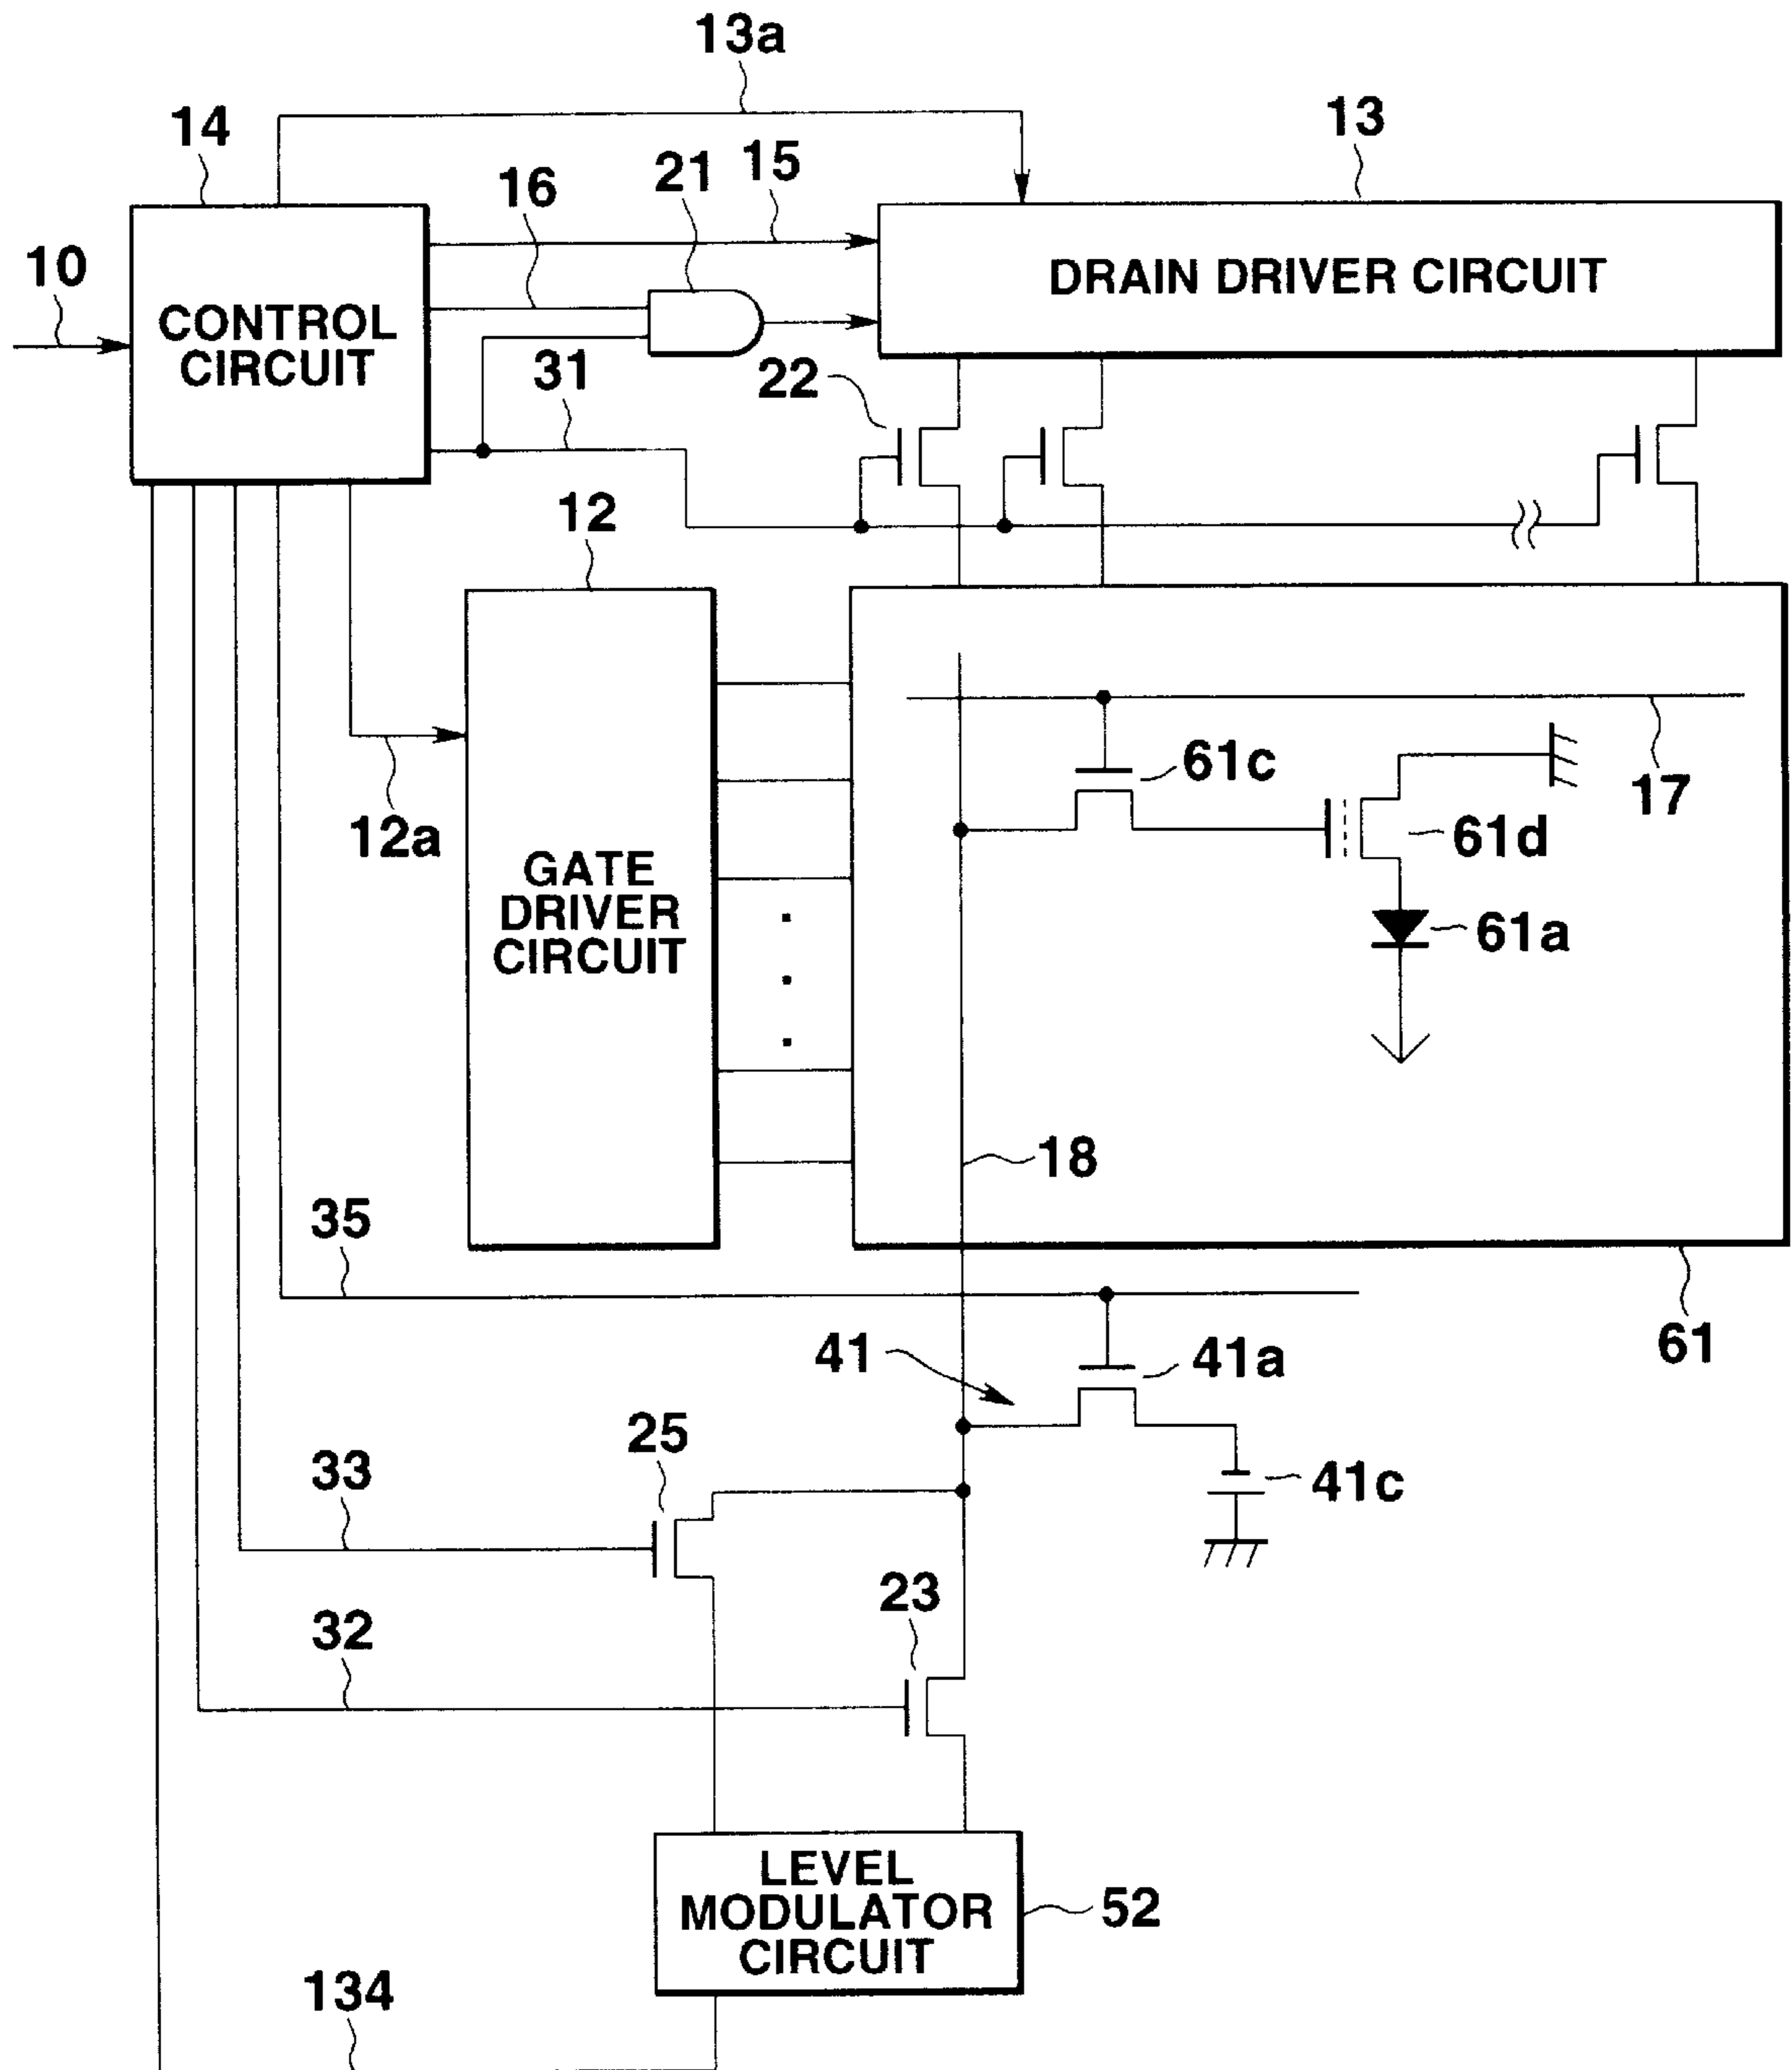 13a
14
13
21
15
16
10
DRAIN DRIVER CIRCUIT
CONTROL
CIRCUIT
31
22
12
61c
17
12a
61d
GATE
DRIVER
CIRCUIT
61a
18
35
61
41
41a
25
33
41c
23
32
LEVEL
MODULATOR
CIRCUIT
52
134